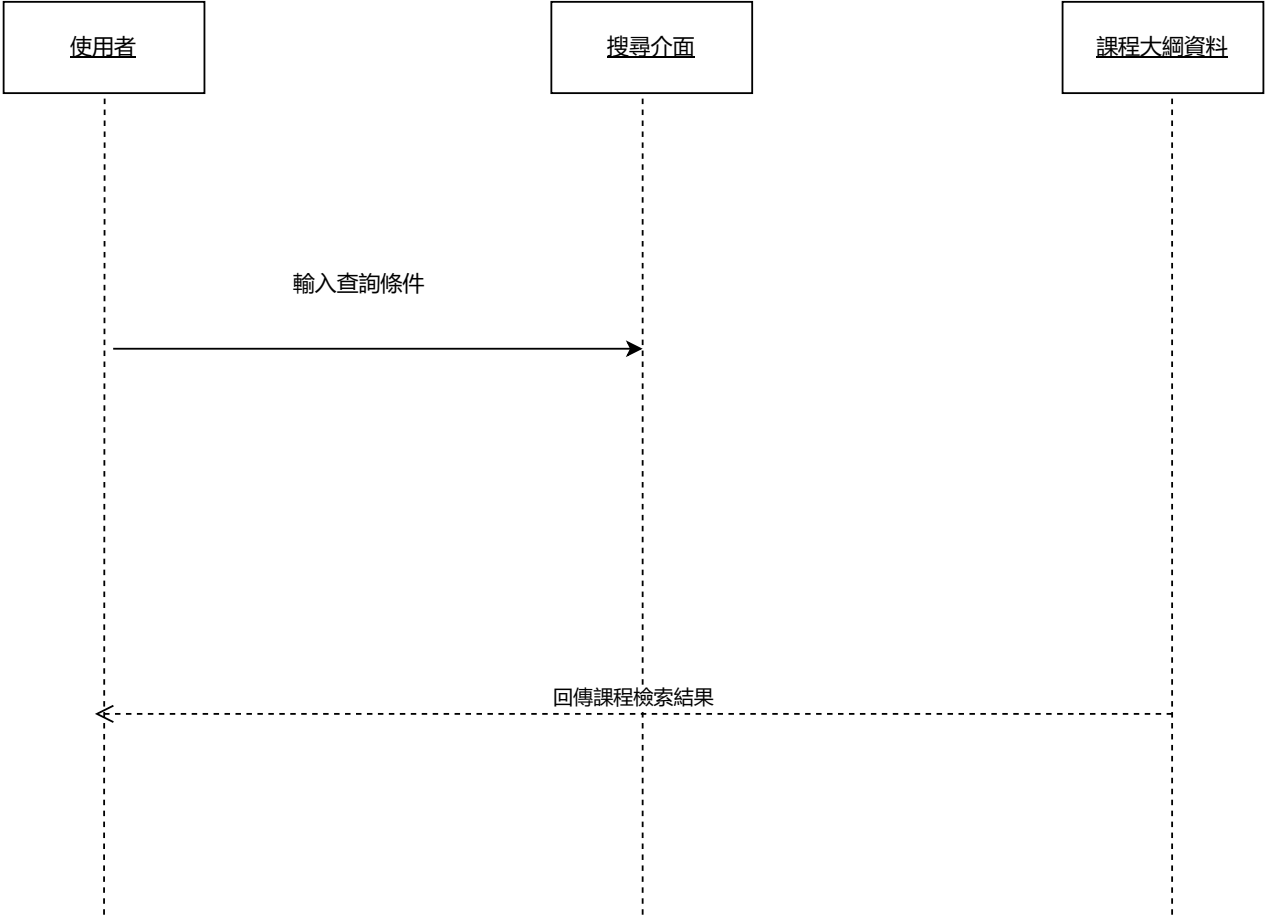 使用者
搜尋介面
課程大綱資料
輸入查詢條件
回傳課程檢索結果